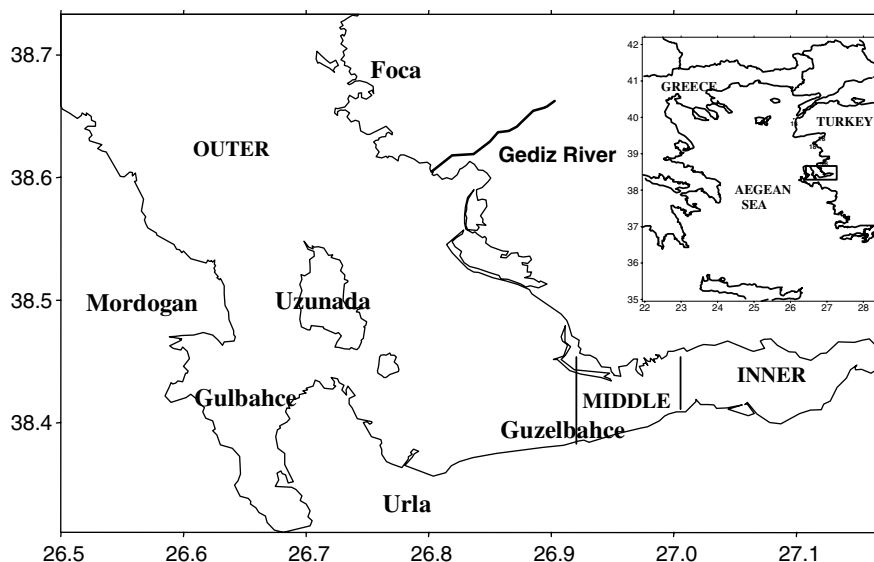 38.7
38.6
38.5
38.4
26.5
26.6
26.7
26.8
26.9
27.0
27.1
Foca
OUTER
Gediz River
Mordogan
Uzunada
Gulbahce
Guzelbahce
MIDDLE
INNER
Urla
42
41
40
39
38
37
36
35
22
23
24
25
26
27
28
GREECE
TURKEY
AEGEAN
SEA